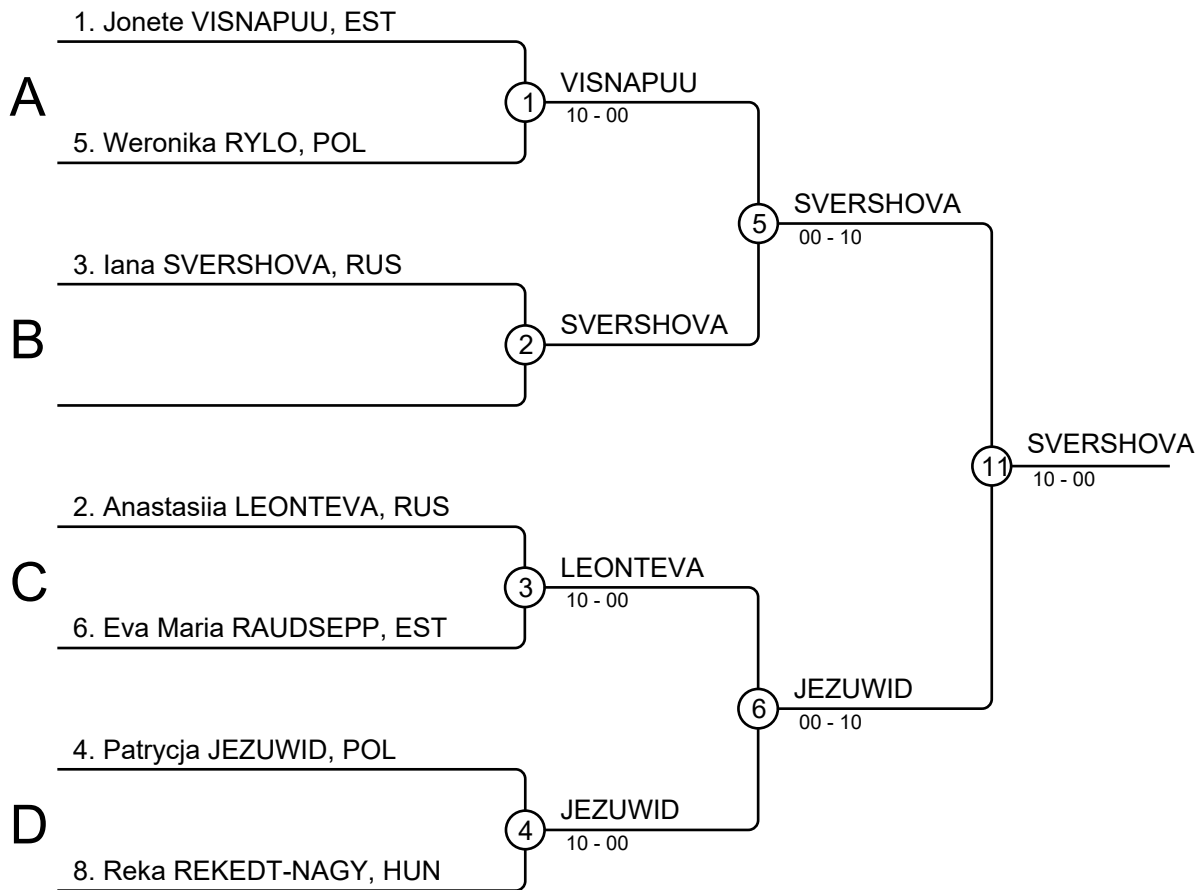 1. Jonete VISNAPUU, EST
A
1
VISNAPUU
10 - 00
5. Weronika RYLO, POL
5
SVERSHOVA
00 - 10
3. Iana SVERSHOVA, RUS
B
2
SVERSHOVA
11
SVERSHOVA
10 - 00
2. Anastasiia LEONTEVA, RUS
C
3
LEONTEVA
10 - 00
6. Eva Maria RAUDSEPP, EST
6
JEZUWID
00 - 10
4. Patrycja JEZUWID, POL
D
4
JEZUWID
10 - 00
8. Reka REKEDT-NAGY, HUN